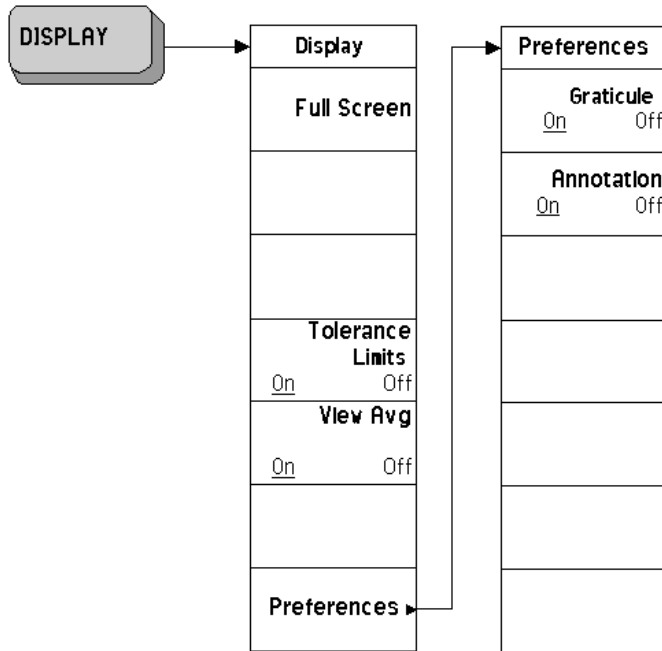 DISPLAY
Display
Full Screen
Tolerance
Limits
On Off
View Avg
On Off
Preferences
Preferences
Graticule
On Off
Annotation
On Off